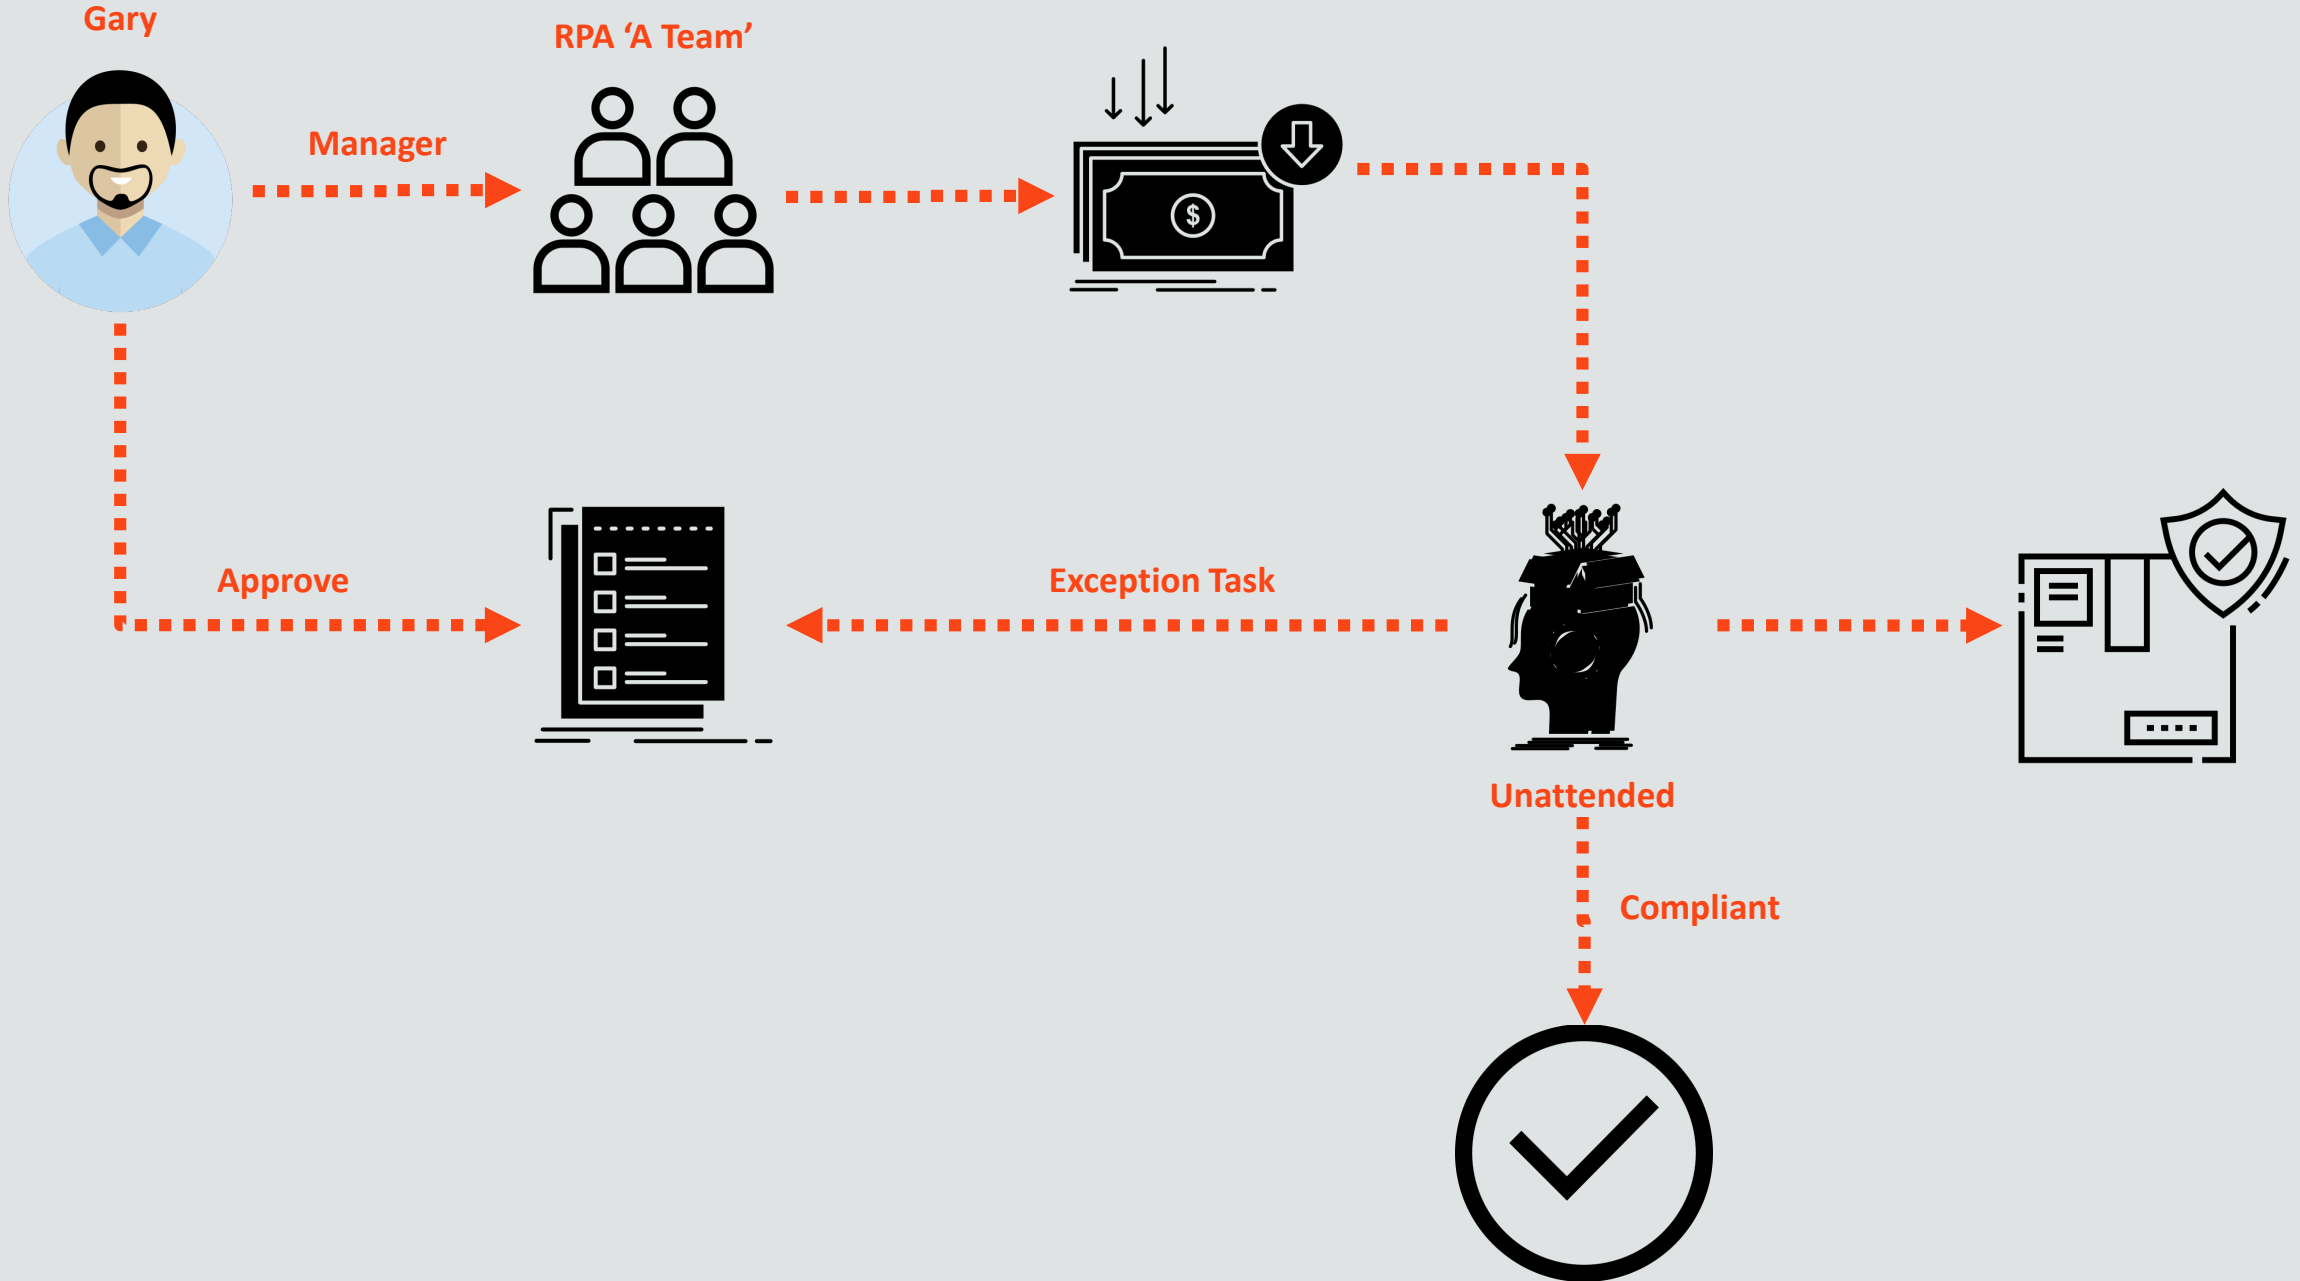 Gary
RPA ‘A Team’
Manager
$
Approve
Exception Task
Unattended
Compliant